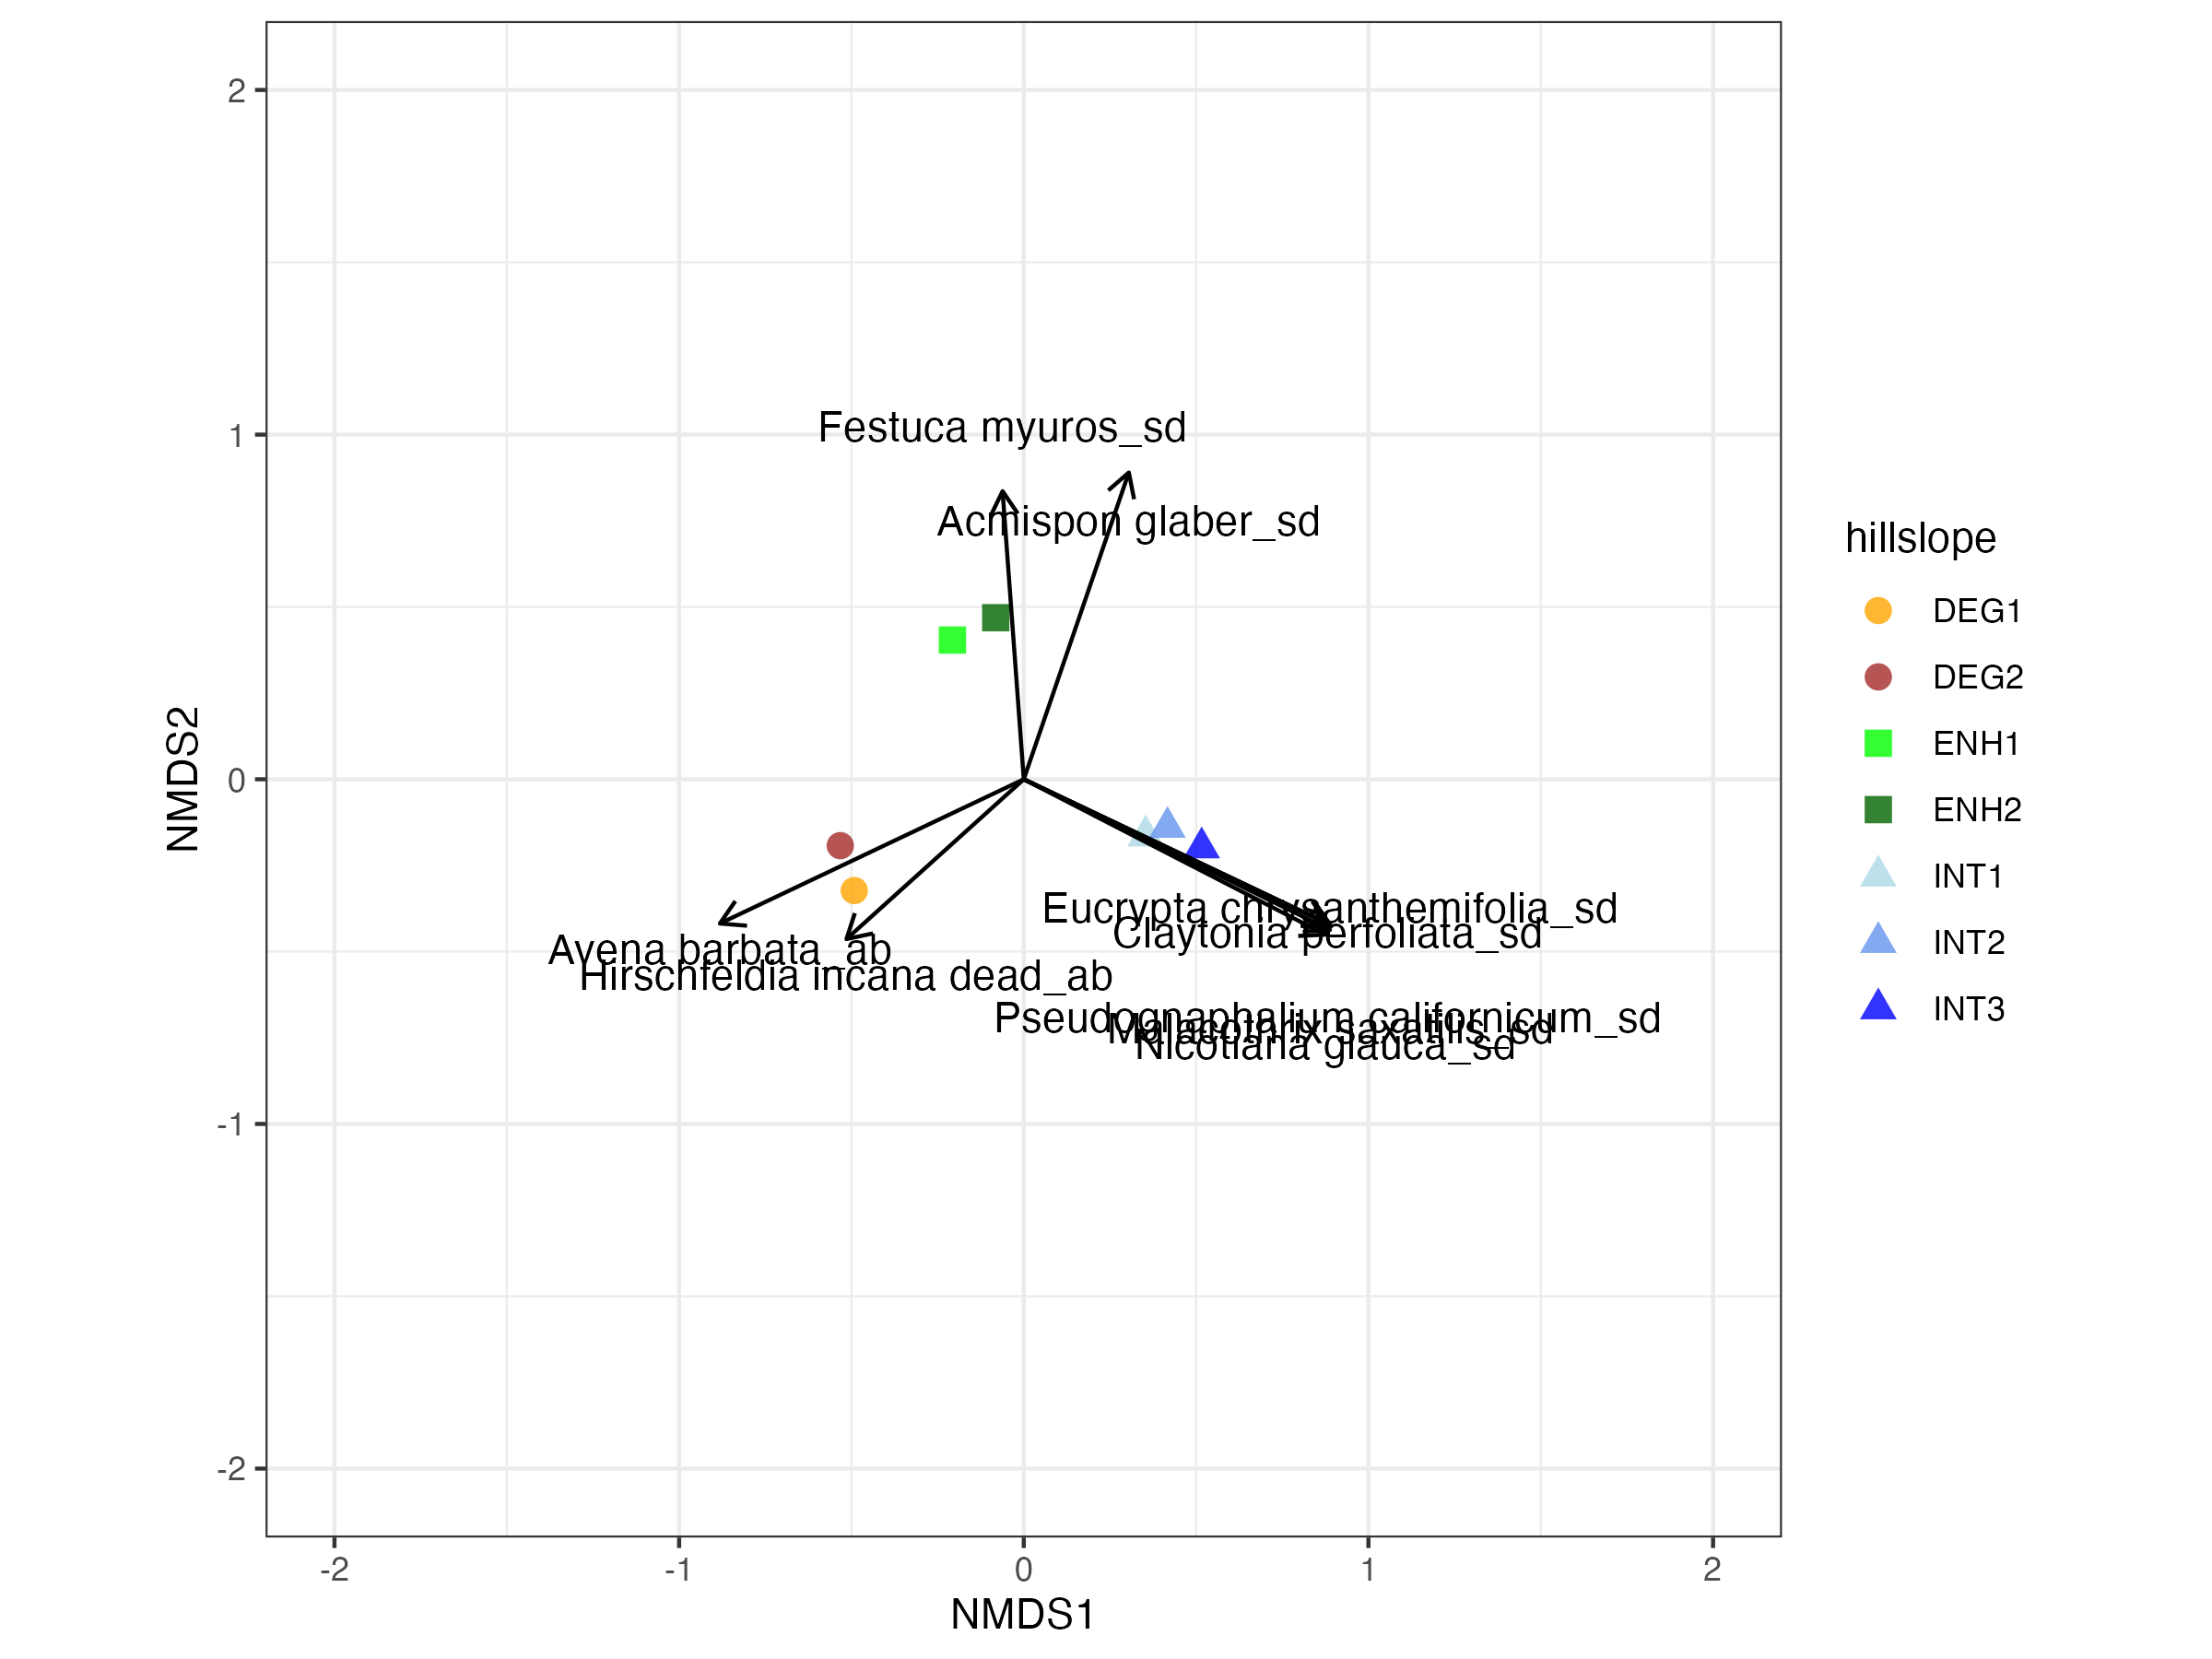 2
1
0
-1
-2
NMDS2
Festuca myuros_sd
Acmispon glaber_sd
Eucrypta chrysanthemifolia_sd
Claytonia perfoliata_sd
Avena barbata_ab
Hirschfeldia incana dead_ab
Pseudognaphalium californicum_sd
Malacothrix saxatilis_sd
Nicotiana glauca_sd
-2
-1
0
1
2
NMDS1
hillslope
DEG1
DEG2
ENH1
ENH2
INT1
INT2
INT3